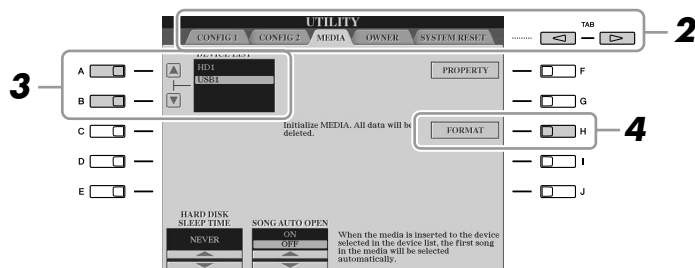 UTILITY
CONFIG 1 CONFIG 2 MEDIA OWNER SYSTEM RESET
TAB
2
DEVICE LIST
HD1
USB1
PROPERTY
3
A
B
C
D
E
F
G
H
I
J
Initialize MEDIA. All data will be
deleted.
FORMAT
4
HARD DISK
SLEEP TIME
NEVER
SONG AUTO OPEN
ON
OFF
When the media is inserted to the device
selected in the device list, the first song
in the media will be selected
automatically.